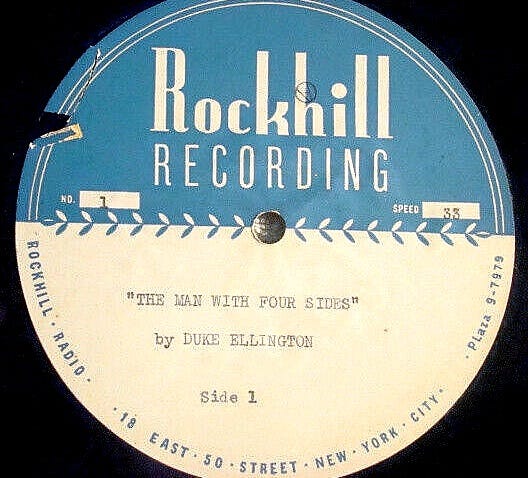 Rockhill
RECORDING
NO. 1
SPEED 33
"THE MAN WITH FOUR SIDES"
by DUKE ELLINGTON
Side 1
ROCKHILL · RADIO · 18 EAST · 50 · STREET · NEW · YORK · CITY · Plaza 9-7979